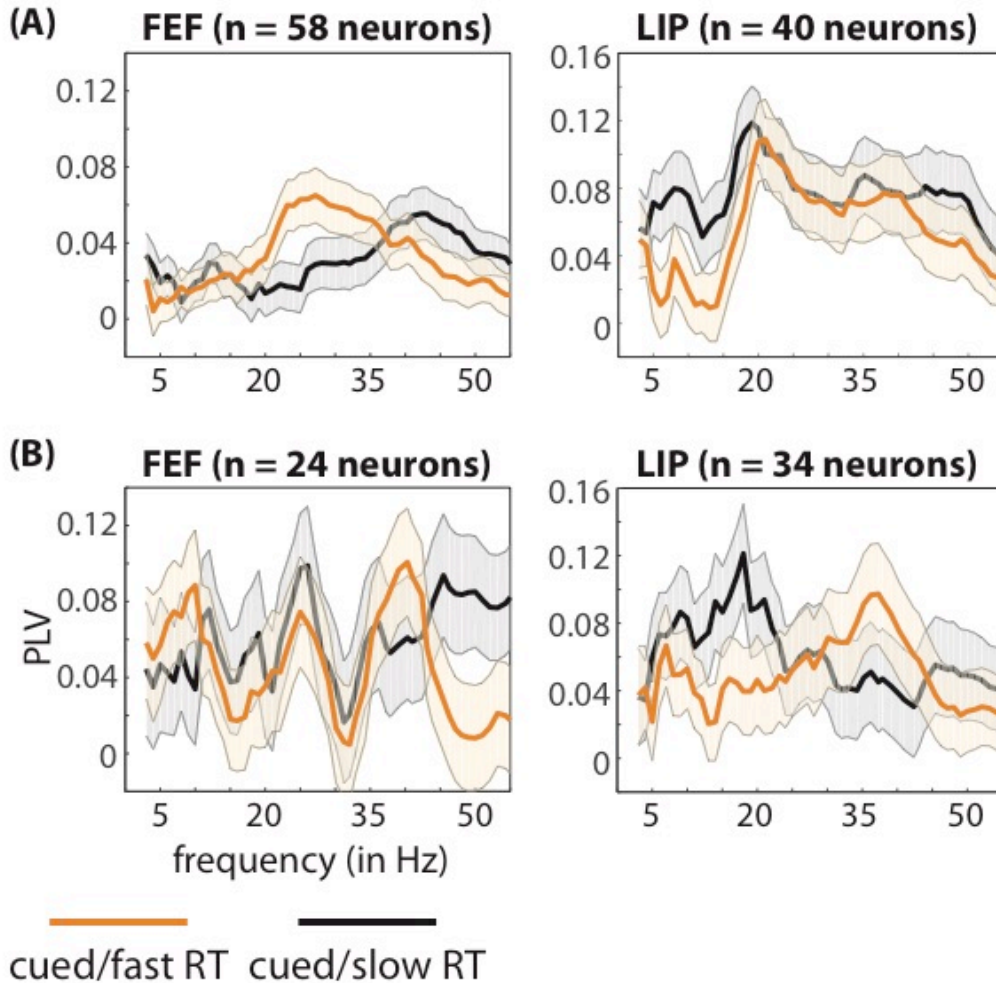 (A) FEF (n = 58 neurons) LIP (n = 40 neurons)
0.12
0.08
0.04
0
5 20 35 50
0.16
0.12
0.08
0.04
0
5 20 35 50
(B) FEF (n = 24 neurons) LIP (n = 34 neurons)
PLV
0.12
0.08
0.04
0
5 20 35 50
frequency (in Hz)
0.16
0.12
0.08
0.04
0
5 20 35 50
cued/fast RT cued/slow RT